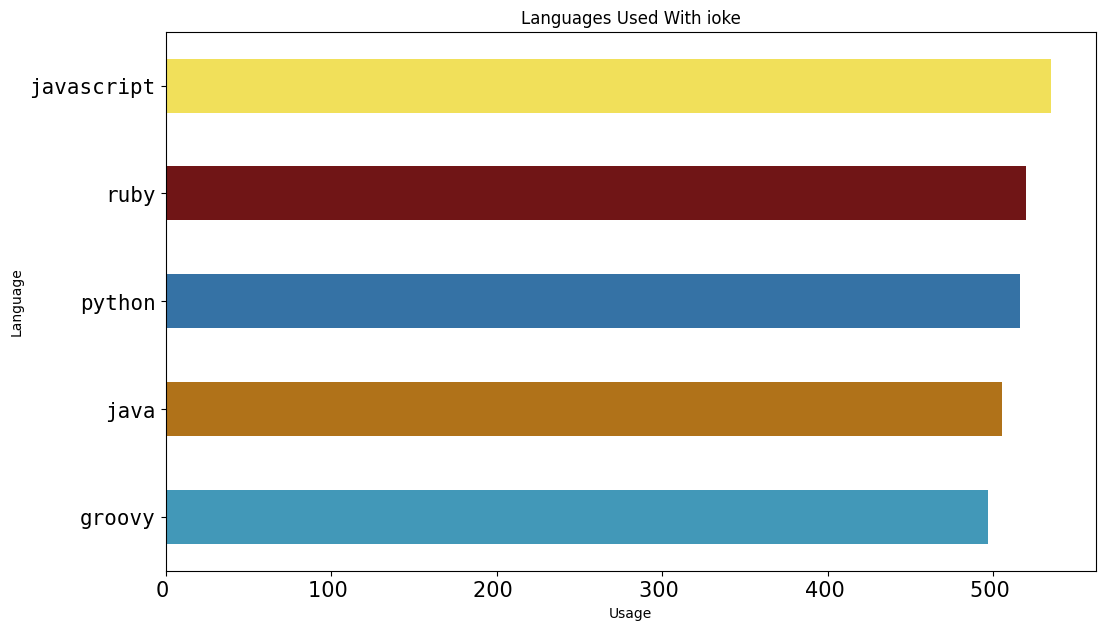 Languages Used With ioke
javascript
ruby
python
java
groovy
Language
0 100 200 300 400 500
Usage